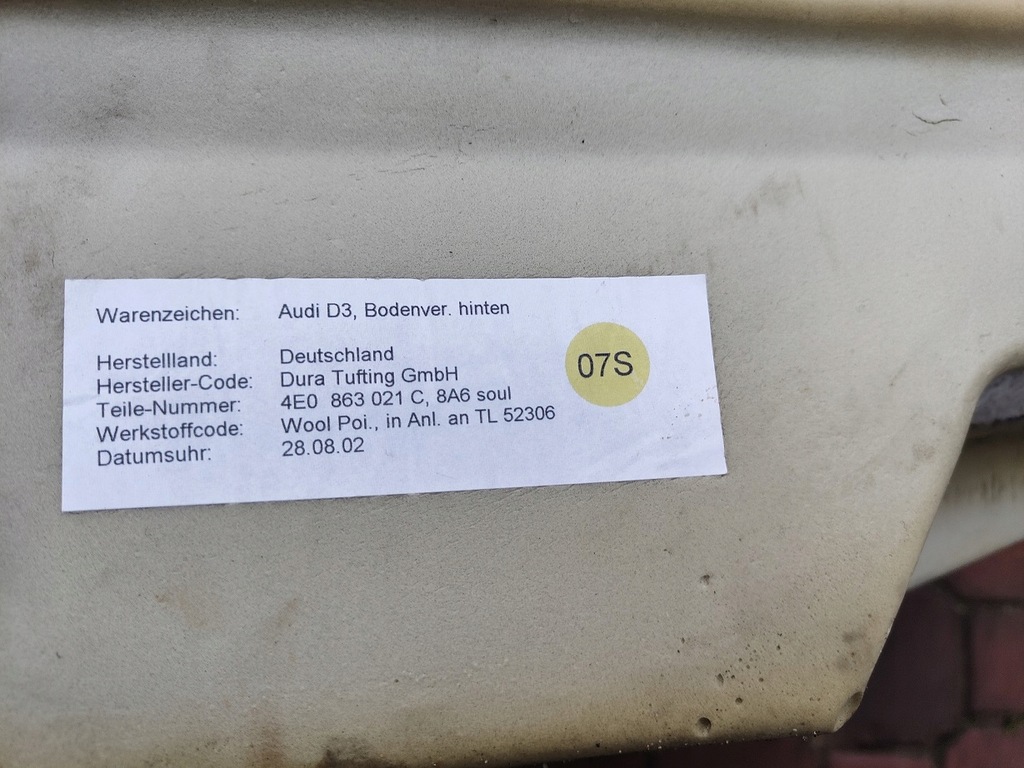 Warenzeichen: Audi D3, Bodenver. hinten
Herstellland: Deutschland
Hersteller-Code: Dura Tufting GmbH
Teile-Nummer: 4E0 863 021 C, 8A6 soul
Werkstoffcode: Wool Poi., in Anl. an TL 52306
Datumsuhr: 28.08.02
07S